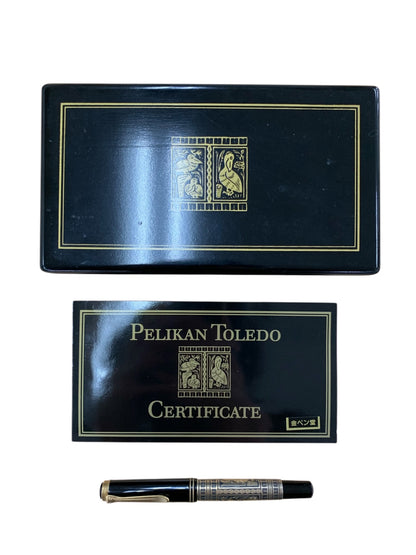 PELIKAN TOLEDO
CERTIFICATE
金ペン堂